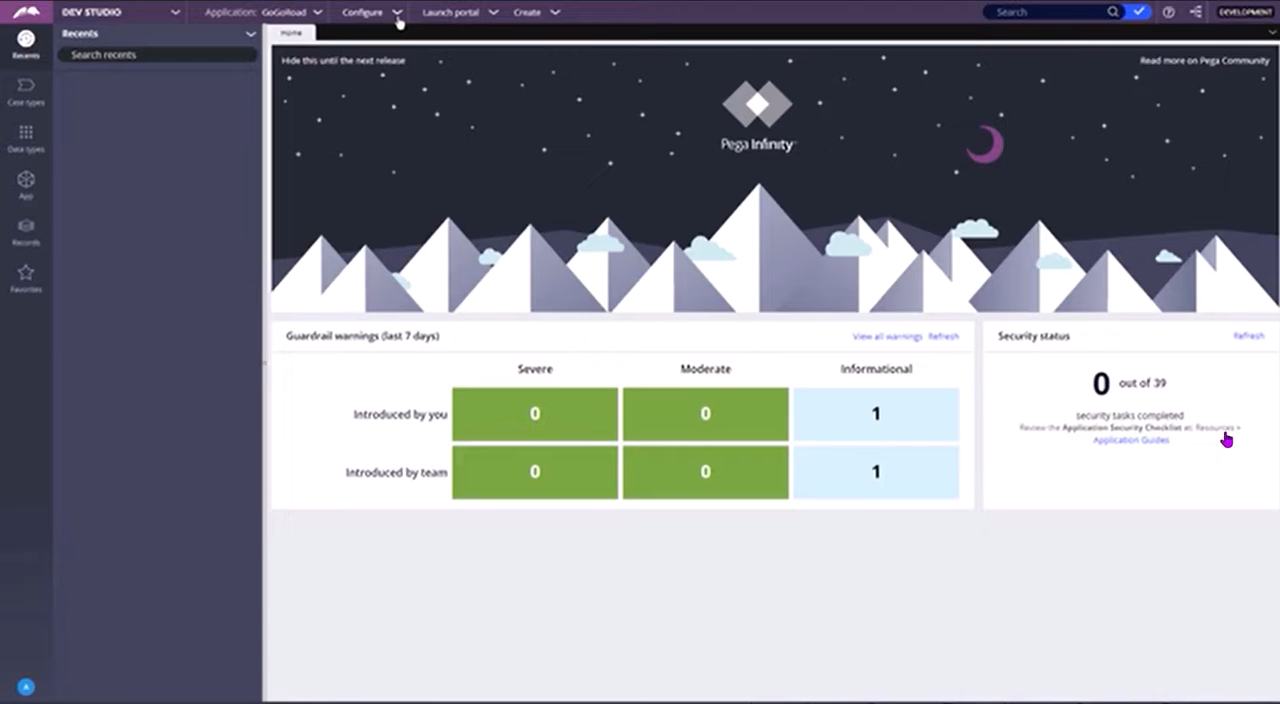 DEV STUDIO
Application: GoGoRoad
Configure
Launch portal
Create
Search
DEVELOPMENT
Recents
Home
Recents
Search recents
Case types
Data types
App
Records
Favorites
A
Hide this until the next release
Read more on Pega Community
Pega Infinity
Guardrail warnings (last 7 days)
View all warnings Refresh
Severe Moderate Informational
Introduced by you 0 0 1
Introduced by team 0 0 1
Security status
Refresh
0 out of 39
security tasks completed
Review the Application Security Checklist at: Resources >
Application Guides